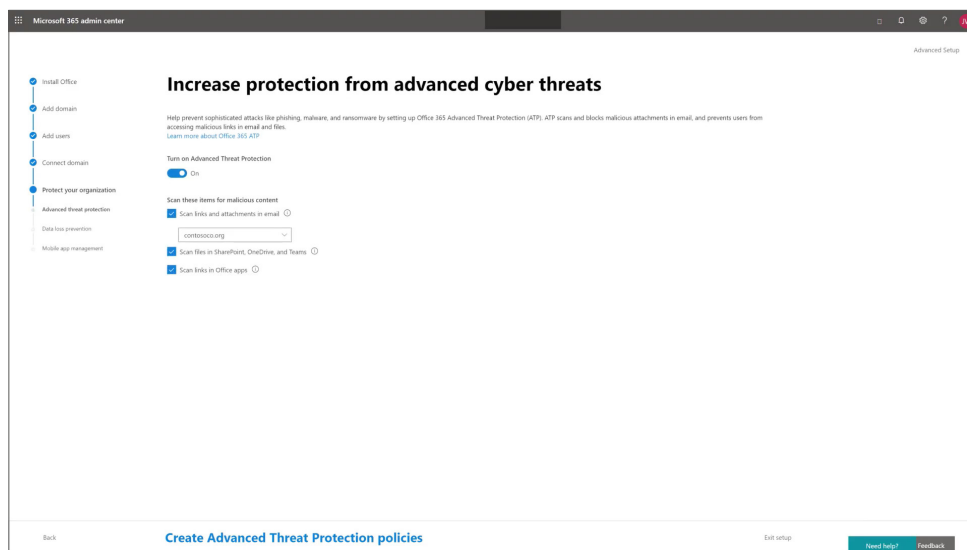 Microsoft 365 admin center
?
Advanced Setup
Install Office
Add domain
Add users
Connect domain
Protect your organization
Advanced threat protection
Data loss prevention
Mobile app management
Increase protection from advanced cyber threats
Help prevent sophisticated attacks like phishing, malware, and ransomware by setting up Office 365 Advanced Threat Protection (ATP). ATP scans and blocks malicious attachments in email, and prevents users from
accessing malicious links in email and files.
Learn more about Office 365 ATP
Turn on Advanced Threat Protection
On
Scan these items for malicious content
Scan links and attachments in email
contosoco.org
Scan files in SharePoint, OneDrive, and Teams
Scan links in Office apps
Back
Create Advanced Threat Protection policies
Exit setup
Need help?
Feedback